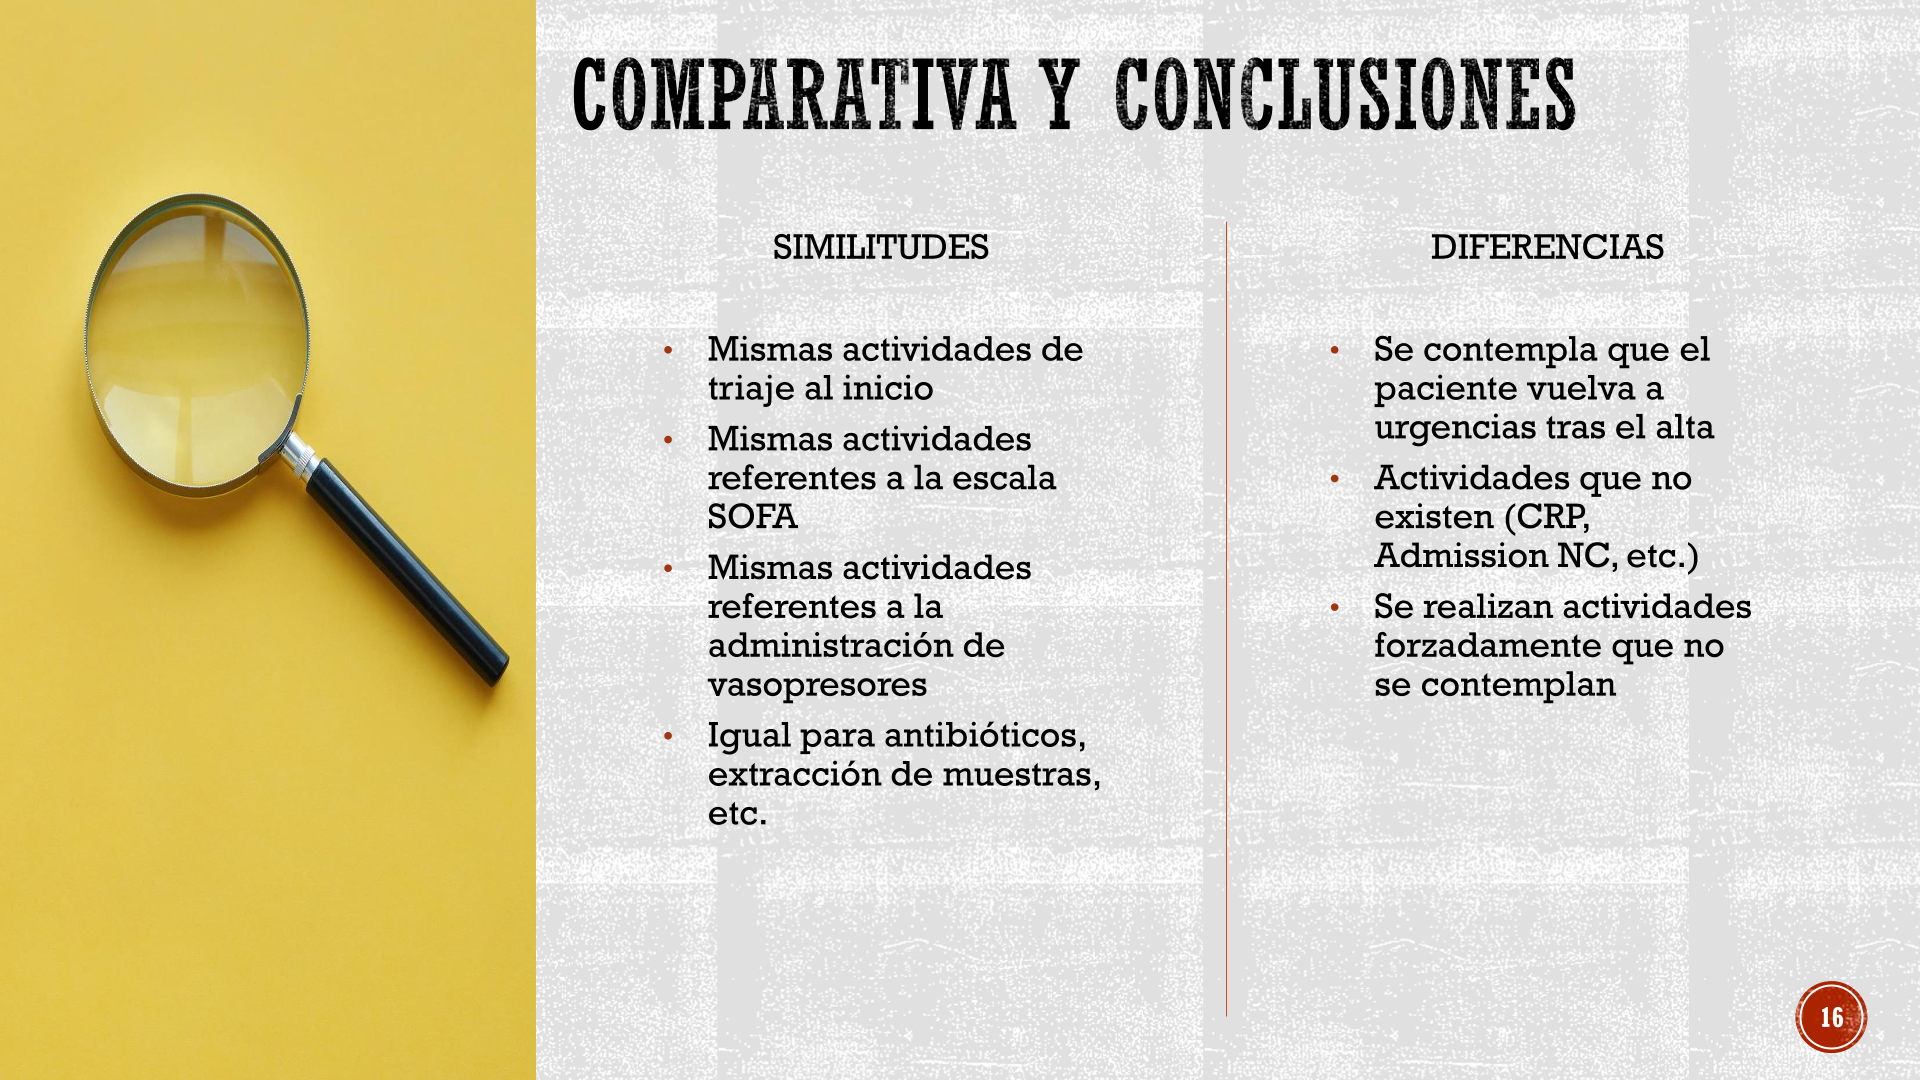 COMPARATIVA Y CONCLUSIONES
SIMILITUDES
• Mismas actividades de
triaje al inicio
• Mismas actividades
referentes a la escala
SOFA
• Mismas actividades
referentes a la
administración de
vasopresores
• Igual para antibióticos,
extracción de muestras,
etc.
DIFERENCIAS
• Se contempla que el
paciente vuelva a
urgencias tras el alta
• Actividades que no
existen (CRP,
Admission NC, etc.)
• Se realizan actividades
forzadamente que no
se contemplan
16